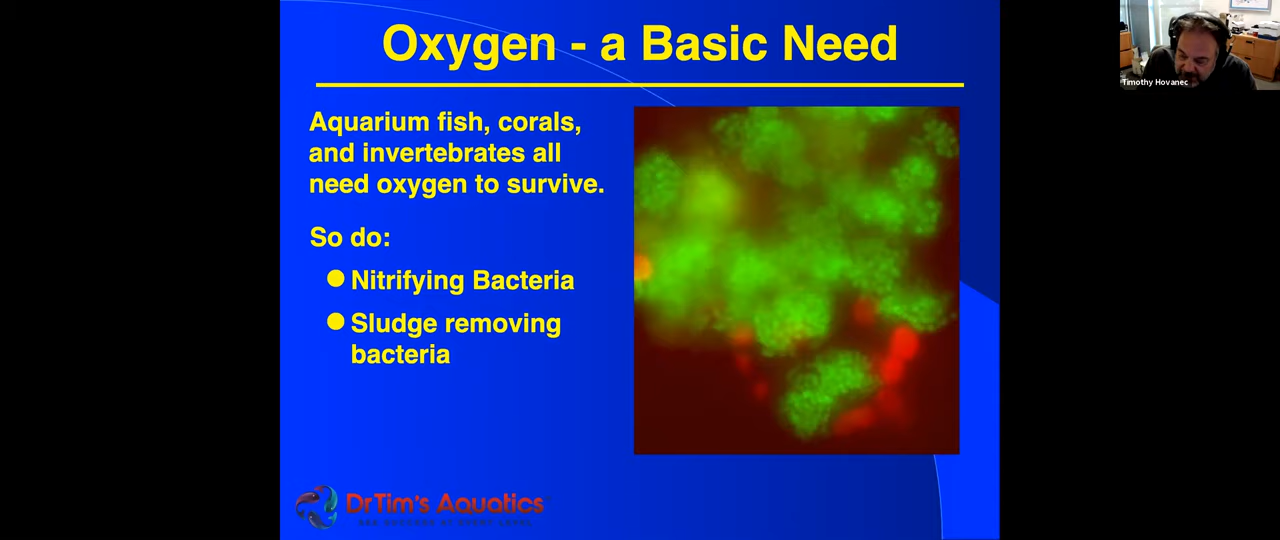 Oxygen - a Basic Need
Aquarium fish, corals,
and invertebrates all
need oxygen to survive.
So do:
Nitrifying Bacteria
Sludge removing
bacteria
DrTim's Aquatics
Timothy Hovanec